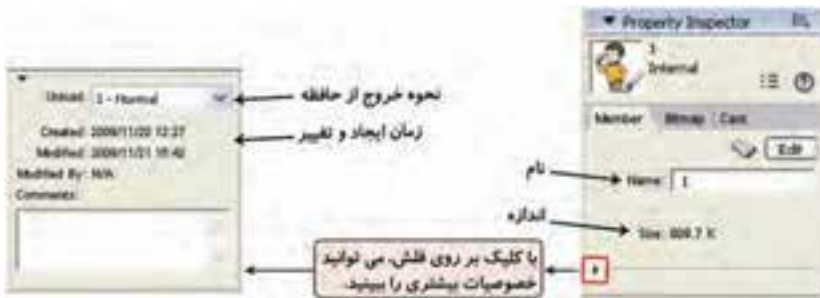 Property Inspector
1
Internal
Member Bitmap Cast
Edit
نام
Name: 1
اندازه
Size: 809.7 K
با کلیک بر روی فلش، می توانید
خصوصیات بیشتری را ببینید.
Unload: 3 - Normal
نحوه خروج از حافظه
Created: 2009/11/20 12:27
زمان ایجاد و تغییر
Modified: 2009/11/21
Modified By: N/A
Comments: